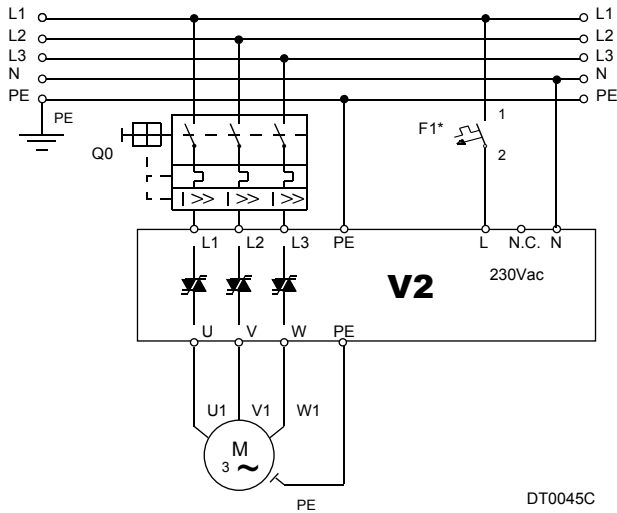 L1 L1
L2 L2
L3 L3
N N
PE PE
PE
1
F1*
Q0
2
I >> I >> I >>
L1 L2 L3 PE L N.C. N
V2 230Vac
U V W PE
U1 V1 W1
M
3 ~
PE
DT0045C